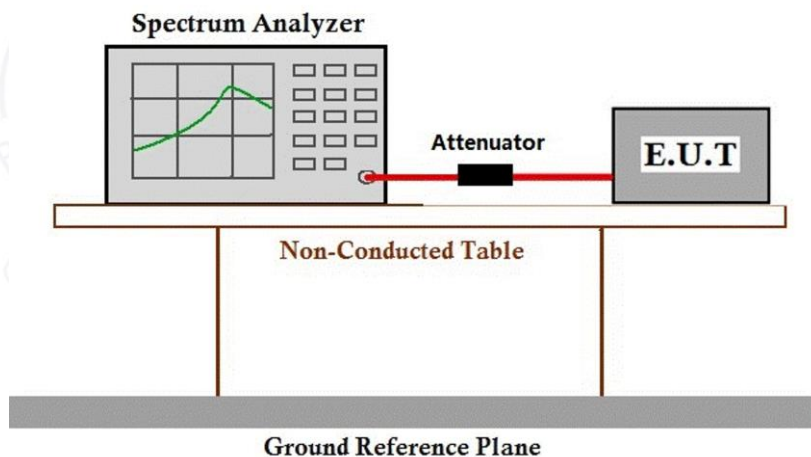 Spectrum Analyzer
Attenuator
E.U.T
Non-Conducted Table
Ground Reference Plane